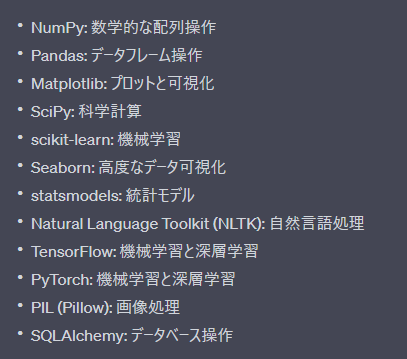 • NumPy: 数学的な配列操作
• Pandas: データフレーム操作
• Matplotlib: プロットと可視化
• SciPy: 科学計算
• scikit-learn: 機械学習
• Seaborn: 高度なデータ可視化
• statsmodels: 統計モデル
• Natural Language Toolkit (NLTK): 自然言語処理
• TensorFlow: 機械学習と深層学習
• PyTorch: 機械学習と深層学習
• PIL (Pillow): 画像処理
• SQLAlchemy: データベース操作